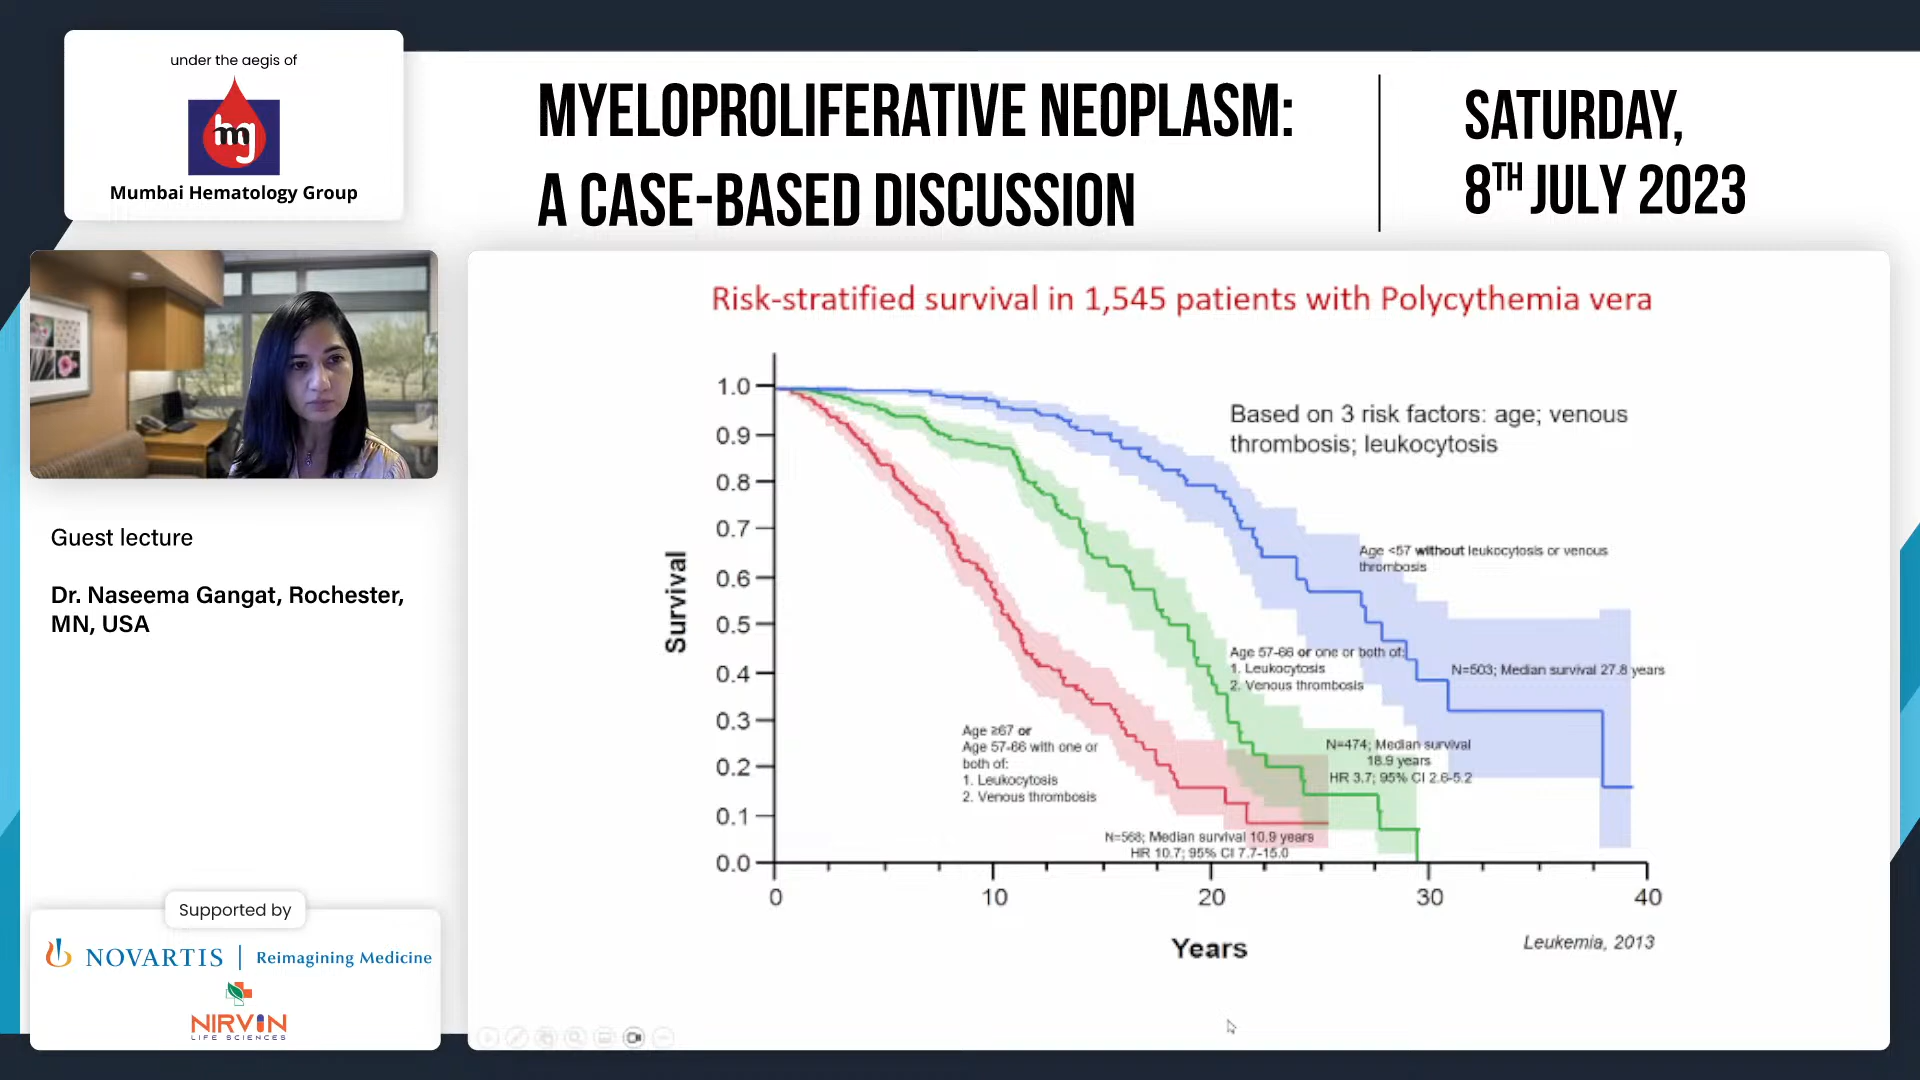 under the aegis of
mg
Mumbai Hematology Group
MYELOPROLIFERATIVE NEOPLASM:
A CASE-BASED DISCUSSION
SATURDAY,
8TH JULY 2023
Guest lecture
Dr. Naseema Gangat, Rochester,
MN, USA
Supported by
NOVARTIS | Reimagining Medicine
NIRVIN
LIFE SCIENCES
Risk-stratified survival in 1,545 patients with Polycythemia vera
Based on 3 risk factors: age; venous
thrombosis; leukocytosis
Age <57 without leukocytosis or venous
thrombosis
N=503; Median survival 27.8 years
Age 57-66 or one or both of:
1. Leukocytosis
2. Venous thrombosis
N=474; Median survival
18.9 years
HR 3.7; 95% CI 2.6-5.2
Age ≥67 or
Age 57-66 with one or
both of:
1. Leukocytosis
2. Venous thrombosis
N=568; Median survival 10.9 years
HR 10.7; 95% CI 7.7-15.0
Survival
1.0
0.9
0.8
0.7
0.6
0.5
0.4
0.3
0.2
0.1
0.0
0 10 20 30 40
Years
Leukemia, 2013